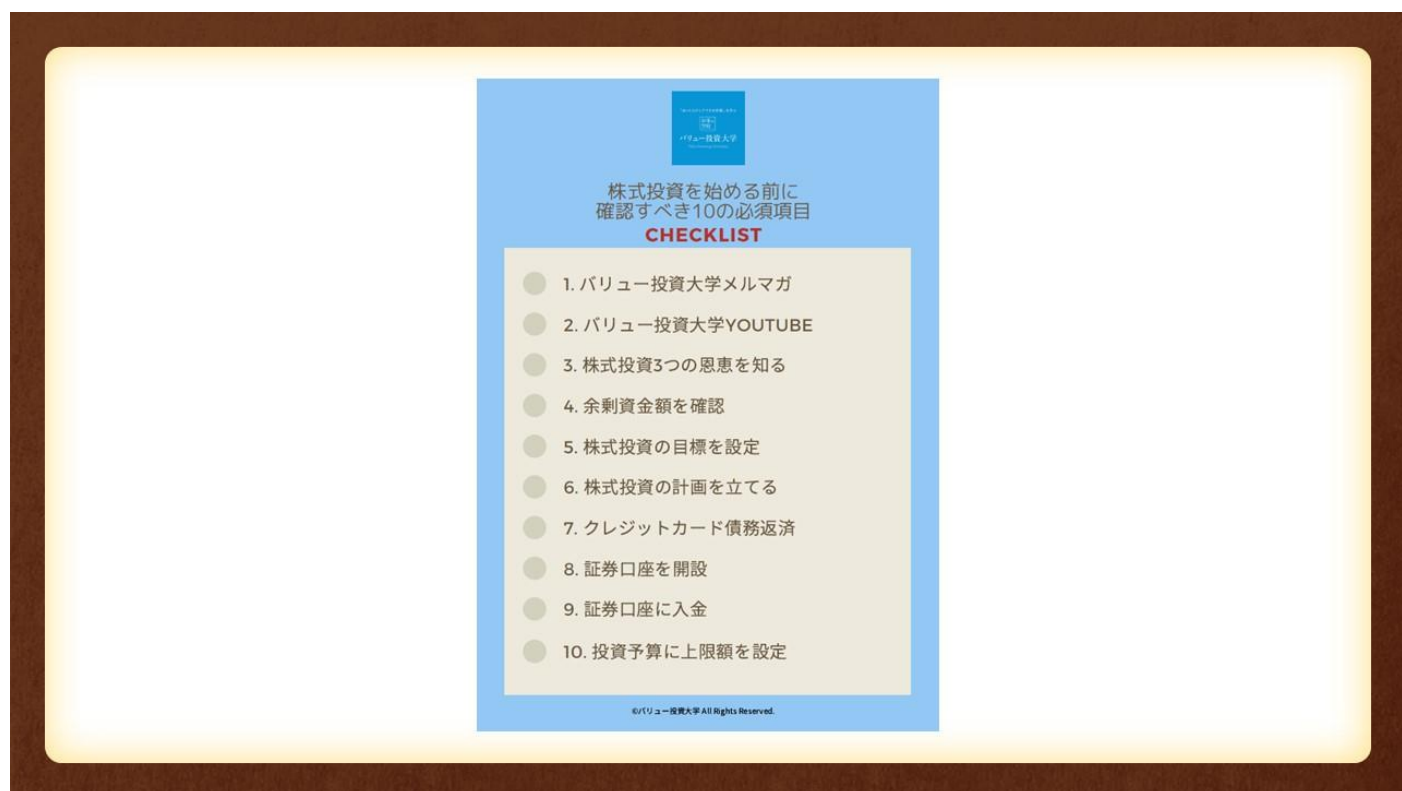 バリュー投資大学
株式投資を始める前に
確認すべき10の必須項目
CHECKLIST
1. バリュー投資大学メルマガ
2. バリュー投資大学YOUTUBE
3. 株式投資3つの恩恵を知る
4. 余剰資金額を確認
5. 株式投資の目標を設定
6. 株式投資の計画を立てる
7. クレジットカード債務返済
8. 証券口座を開設
9. 証券口座に入金
10. 投資予算に上限額を設定
©バリュー投資大学 All Rights Reserved.